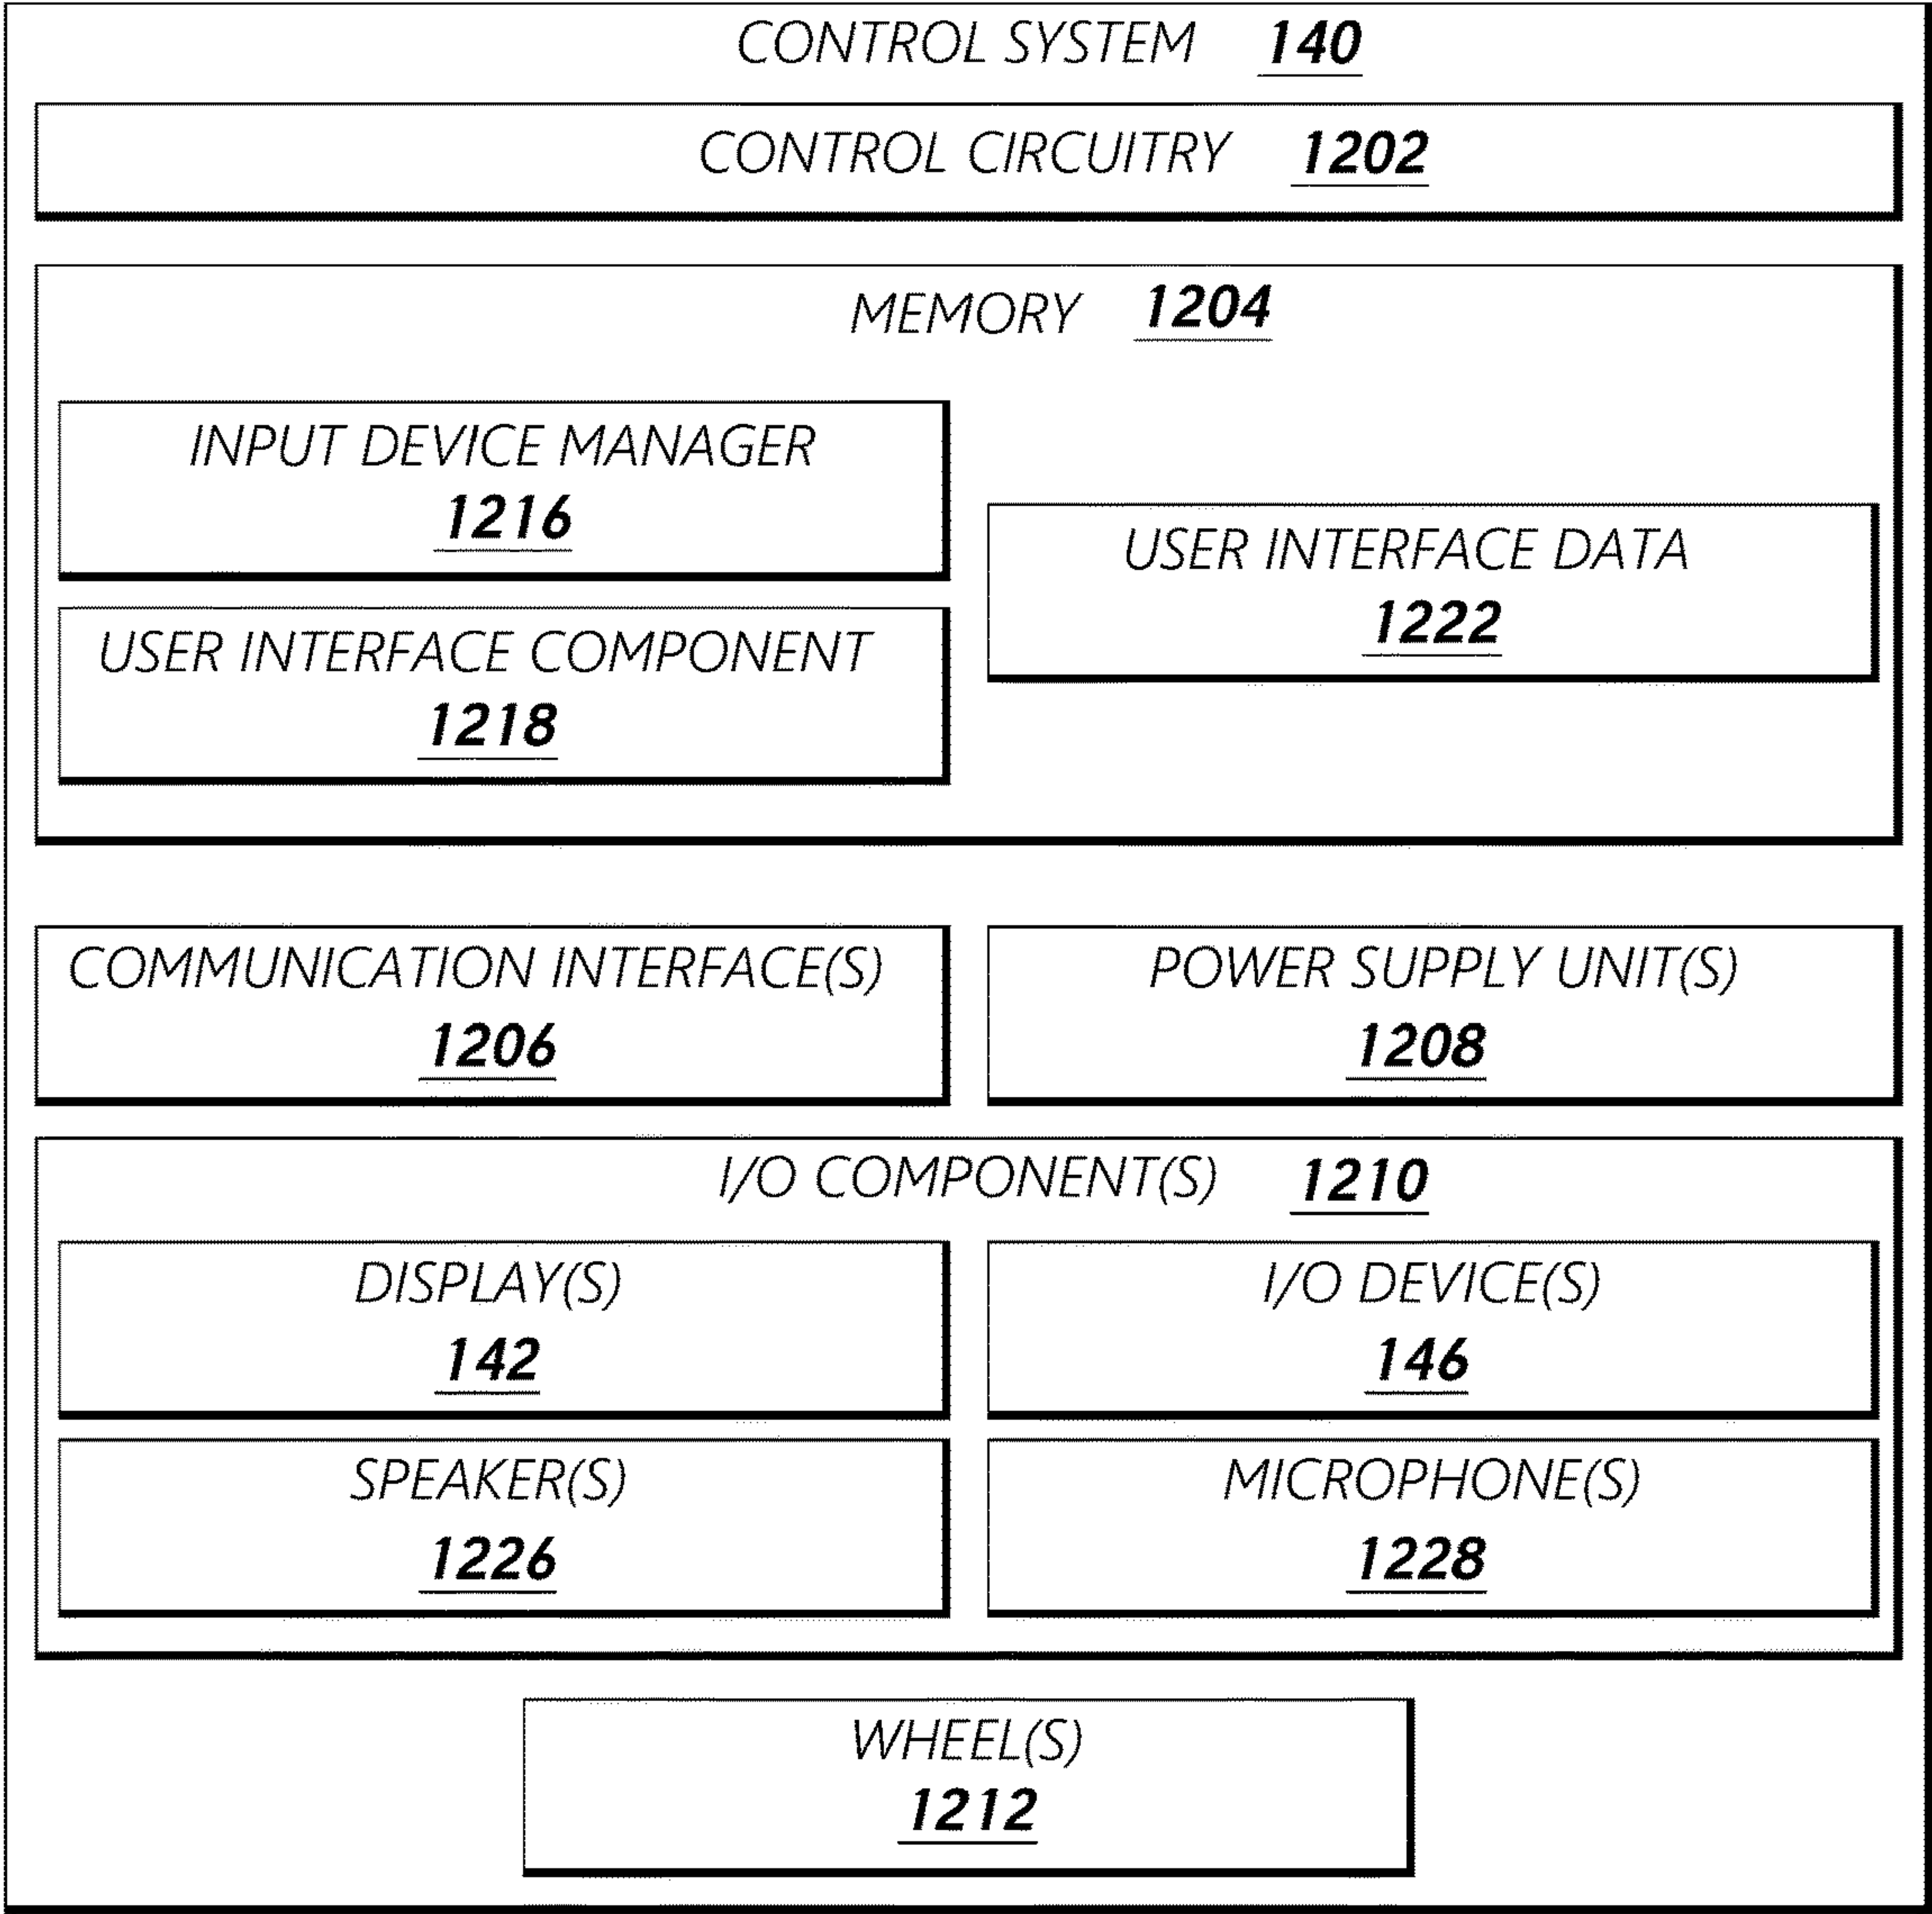 CONTROL SYSTEM 140
CONTROL CIRCUITRY 1202
MEMORY 1204
INPUT DEVICE MANAGER
1216
USER INTERFACE COMPONENT
1218
USER INTERFACE DATA
1222
COMMUNICATION INTERFACE(S)
1206
POWER SUPPLY UNIT(S)
1208
I/O COMPONENT(S) 1210
DISPLAY(S)
142
I/O DEVICE(S)
146
SPEAKER(S)
1226
MICROPHONE(S)
1228
WHEEL(S)
1212